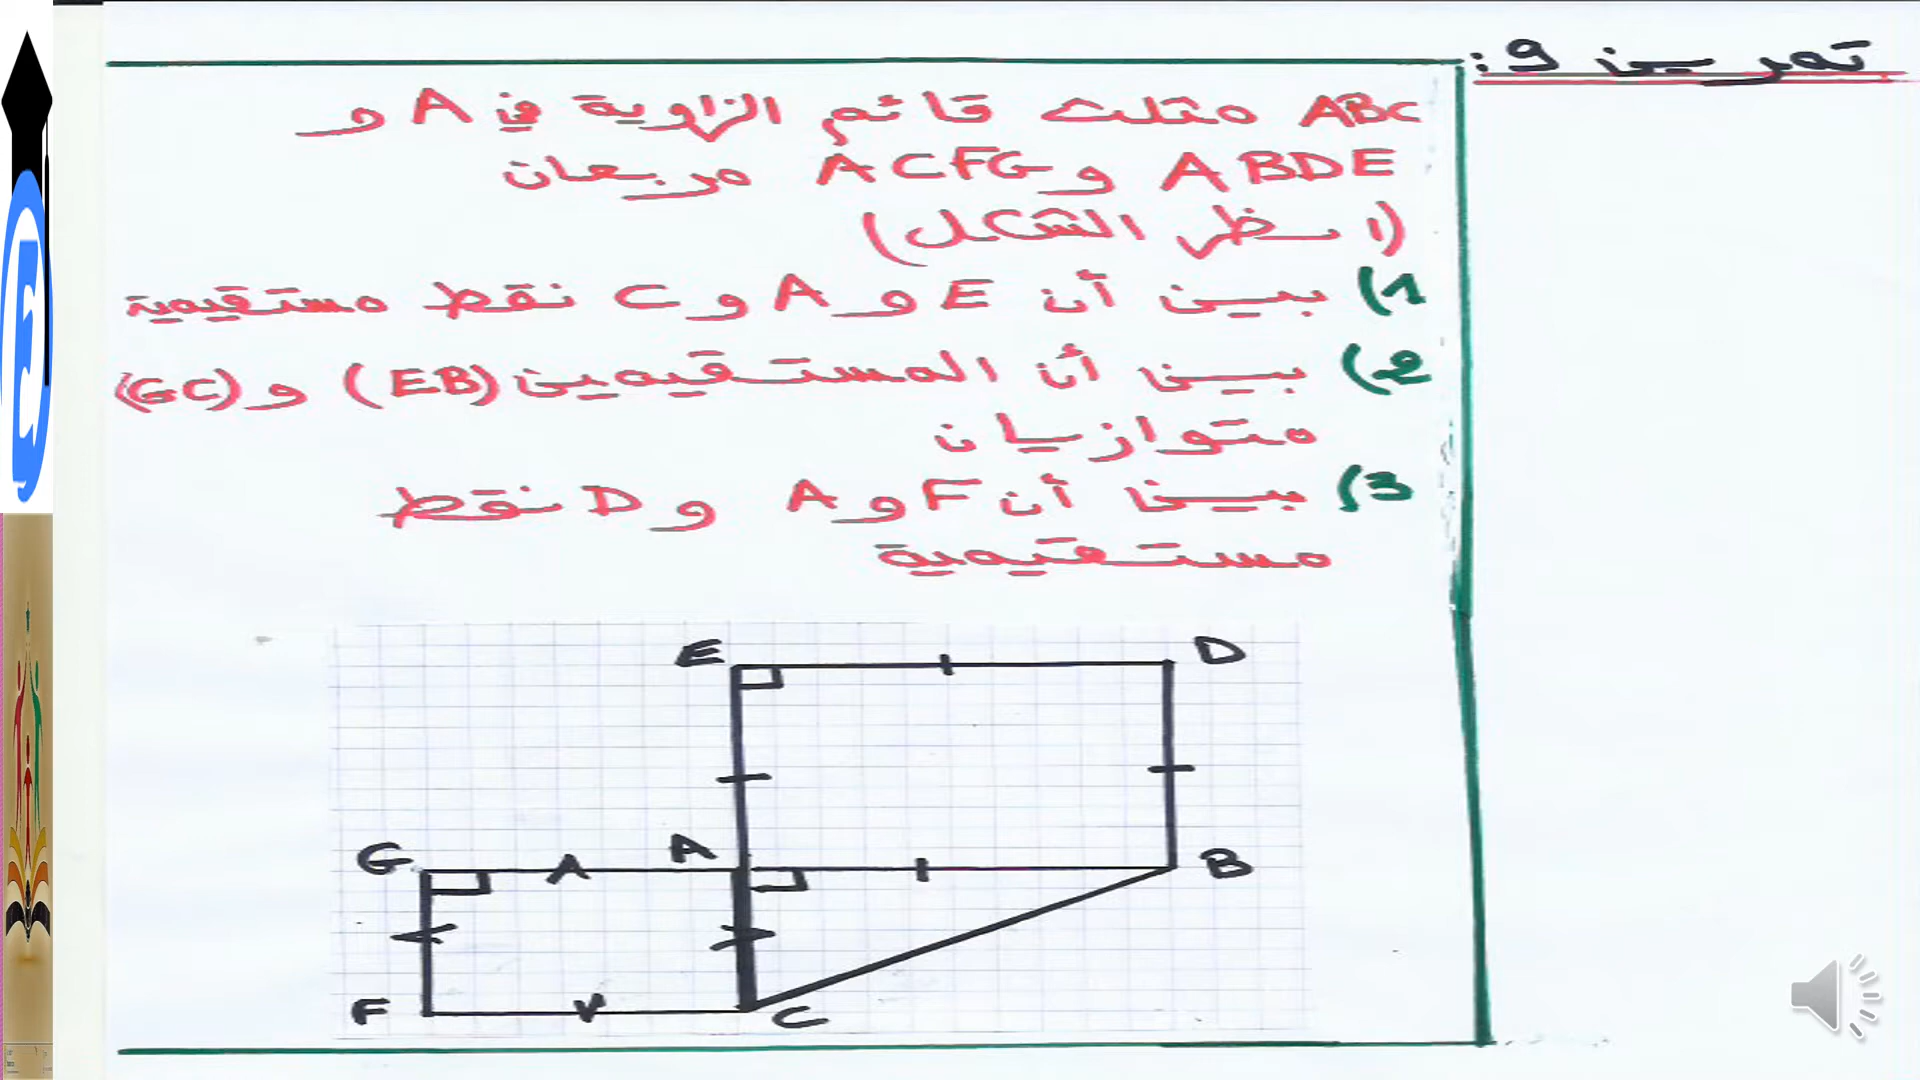 تمرين 9:
ABC مثلث قائم الزاوية في A و
ABDE و ACFG مربعان
(انظر الشكل)
1) بين أن E و A و C نقط مستقيمية
2) بين أن المستقيمين (EB) و (GC)
متوازيان
3) بين أن F و A و D نقط
مستقيمية
E
D
G
A
B
F
C